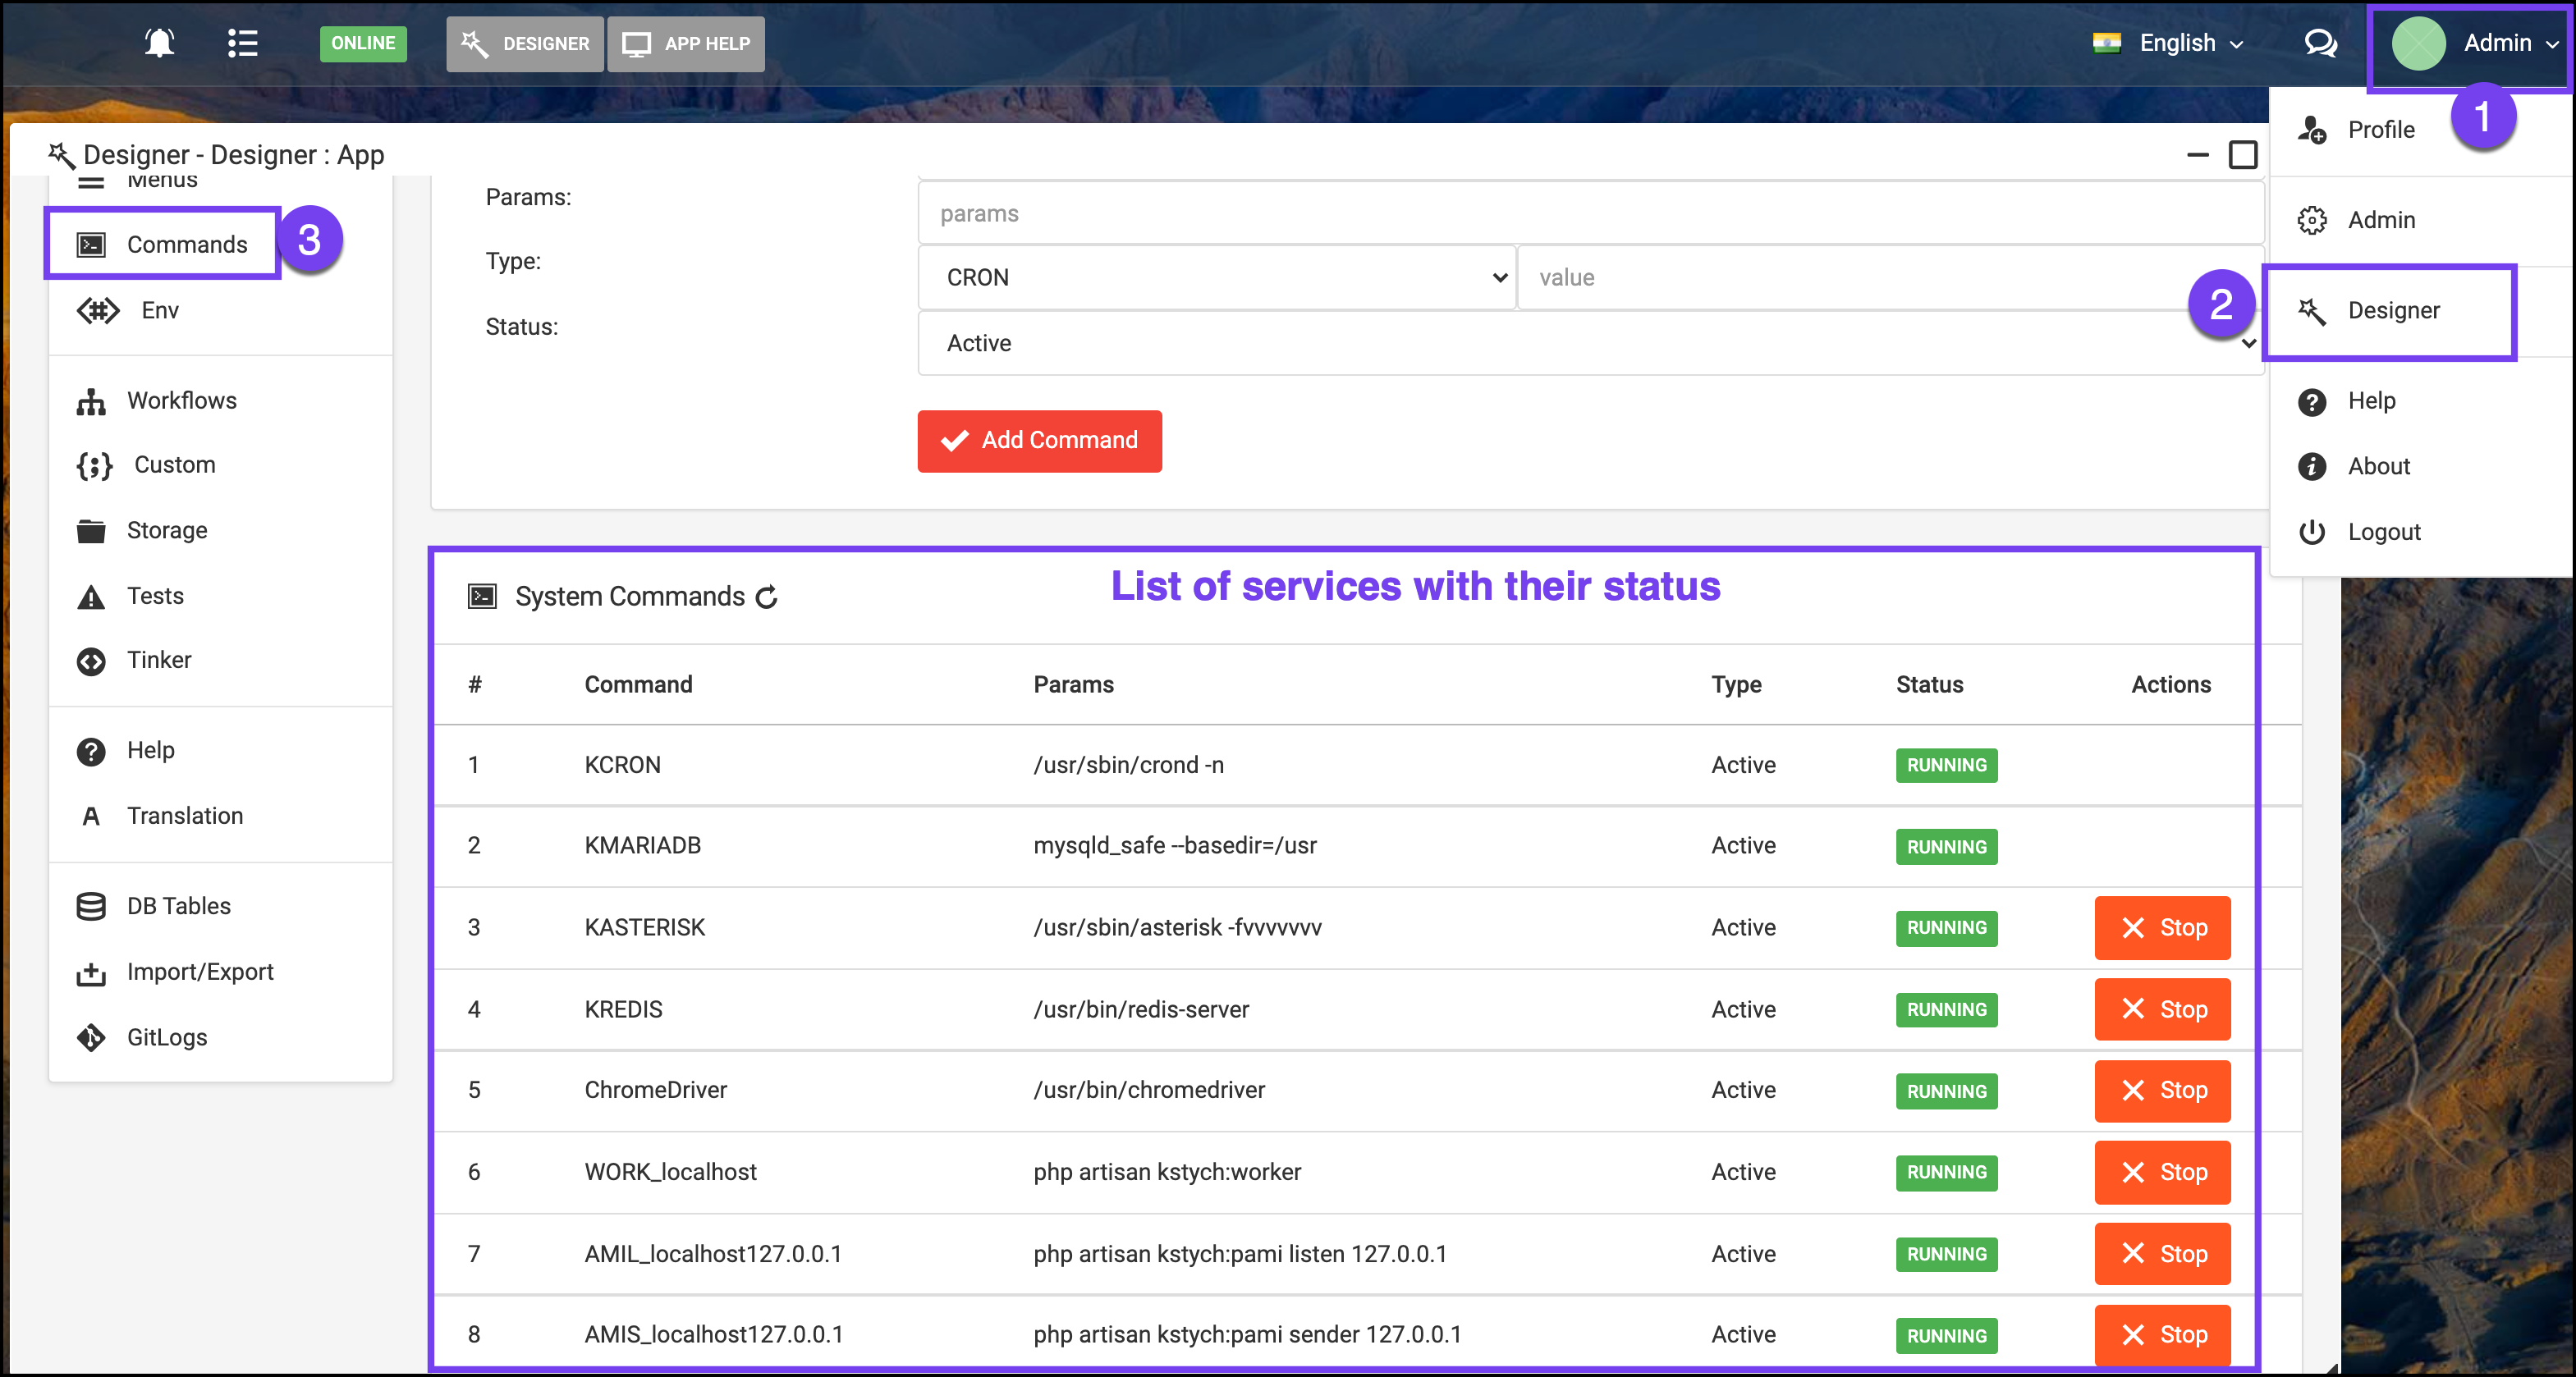 ONLINE DESIGNER APP HELP English Admin
1
Profile
Admin
2 Designer
Help
About
Logout
Designer - Designer : App
Menus
Commands 3
Env
Workflows
Custom
Storage
Tests
Tinker
Help
Translation
DB Tables
Import/Export
GitLogs
Params: params
Type: CRON value
Status: Active
Add Command
System Commands List of services with their status
# Command Params Type Status Actions
1 KCRON /usr/sbin/crond -n Active RUNNING
2 KMARIADB mysqld_safe --basedir=/usr Active RUNNING
3 KASTERISK /usr/sbin/asterisk -fvvvvvvv Active RUNNING Stop
4 KREDIS /usr/bin/redis-server Active RUNNING Stop
5 ChromeDriver /usr/bin/chromedriver Active RUNNING Stop
6 WORK_localhost php artisan kstych:worker Active RUNNING Stop
7 AMIL_localhost127.0.0.1 php artisan kstych:pami listen 127.0.0.1 Active RUNNING Stop
8 AMIS_localhost127.0.0.1 php artisan kstych:pami sender 127.0.0.1 Active RUNNING Stop